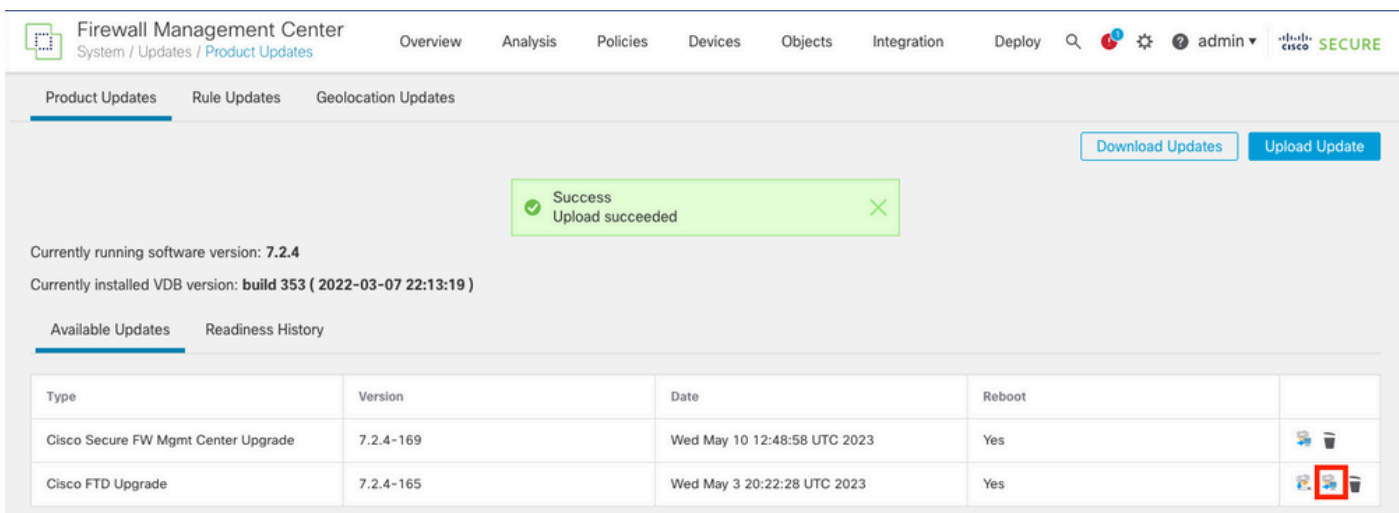 Firewall Management Center
System / Updates / Product Updates
Overview Analysis Policies Devices Objects Integration Deploy 1 admin cisco SECURE
Product Updates Rule Updates Geolocation Updates
Download Updates Upload Update
Success
Upload succeeded
Currently running software version: 7.2.4
Currently installed VDB version: build 353 ( 2022-03-07 22:13:19 )
Available Updates Readiness History
Type Version Date Reboot
Cisco Secure FW Mgmt Center Upgrade 7.2.4-169 Wed May 10 12:48:58 UTC 2023 Yes
Cisco FTD Upgrade 7.2.4-165 Wed May 3 20:22:28 UTC 2023 Yes